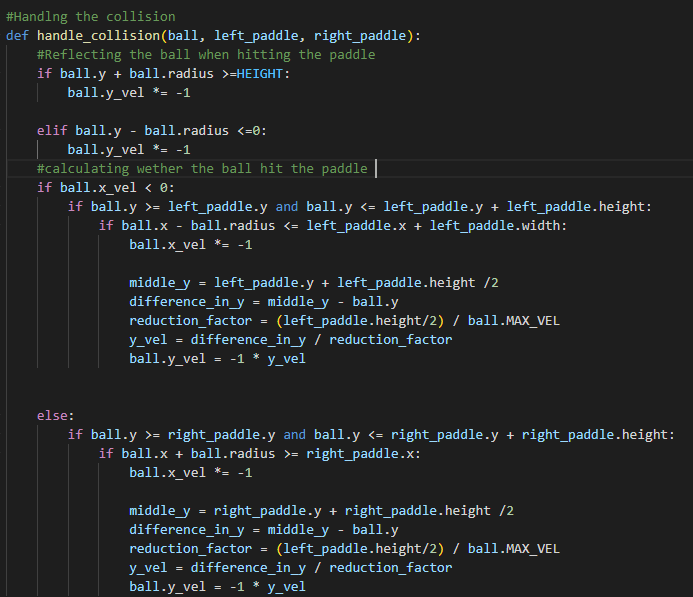 #Handlng the collision
def handle_collision(ball, left_paddle, right_paddle):
    #Reflecting the ball when hitting the paddle
    if ball.y + ball.radius >=HEIGHT:
        ball.y_vel *= -1

    elif ball.y - ball.radius <=0:
        ball.y_vel *= -1
    #calculating wether the ball hit the paddle
    if ball.x_vel < 0:
        if ball.y >= left_paddle.y and ball.y <= left_paddle.y + left_paddle.height:
            if ball.x - ball.radius <= left_paddle.x + left_paddle.width:
                ball.x_vel *= -1

                middle_y = left_paddle.y + left_paddle.height /2
                difference_in_y = middle_y - ball.y
                reduction_factor = (left_paddle.height/2) / ball.MAX_VEL
                y_vel = difference_in_y / reduction_factor
                ball.y_vel = -1 * y_vel


    else:
        if ball.y >= right_paddle.y and ball.y <= right_paddle.y + right_paddle.height:
            if ball.x + ball.radius >= right_paddle.x:
                ball.x_vel *= -1

                middle_y = right_paddle.y + right_paddle.height /2
                difference_in_y = middle_y - ball.y
                reduction_factor = (left_paddle.height/2) / ball.MAX_VEL
                y_vel = difference_in_y / reduction_factor
                ball.y_vel = -1 * y_vel